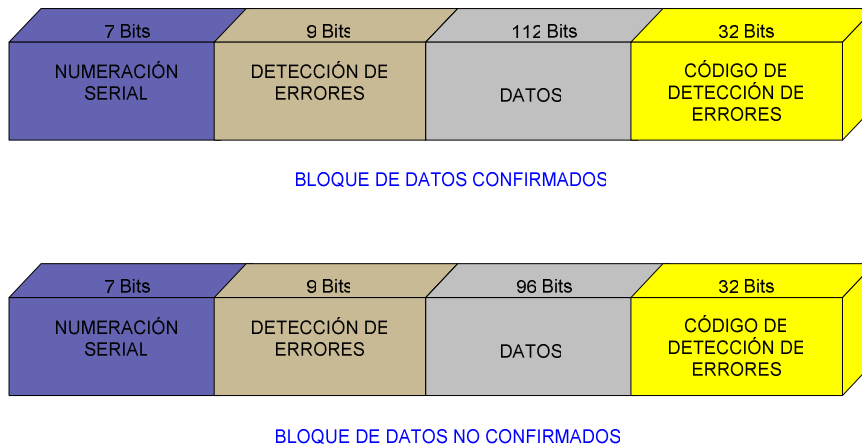 7 Bits
9 Bits
112 Bits
32 Bits
NUMERACIÓN
SERIAL
DETECCIÓN DE
ERRORES
DATOS
CÓDIGO DE
DETECCIÓN DE
ERRORES
BLOQUE DE DATOS CONFIRMADOS
7 Bits
9 Bits
96 Bits
32 Bits
NUMERACIÓN
SERIAL
DETECCIÓN DE
ERRORES
DATOS
CÓDIGO DE
DETECCIÓN DE
ERRORES
BLOQUE DE DATOS NO CONFIRMADOS